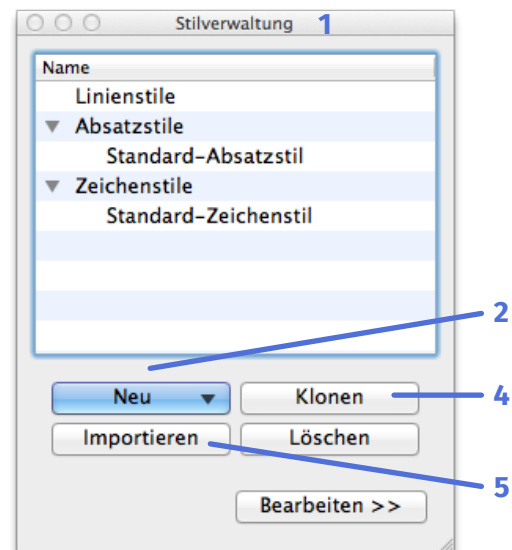 Stilverwaltung 1
Name
Linienstile
Absatzstile
Standard-Absatzstil
Zeichenstile
Standard-Zeichenstil
2
Neu Klonen 4
Importieren Löschen
5
Bearbeiten >>